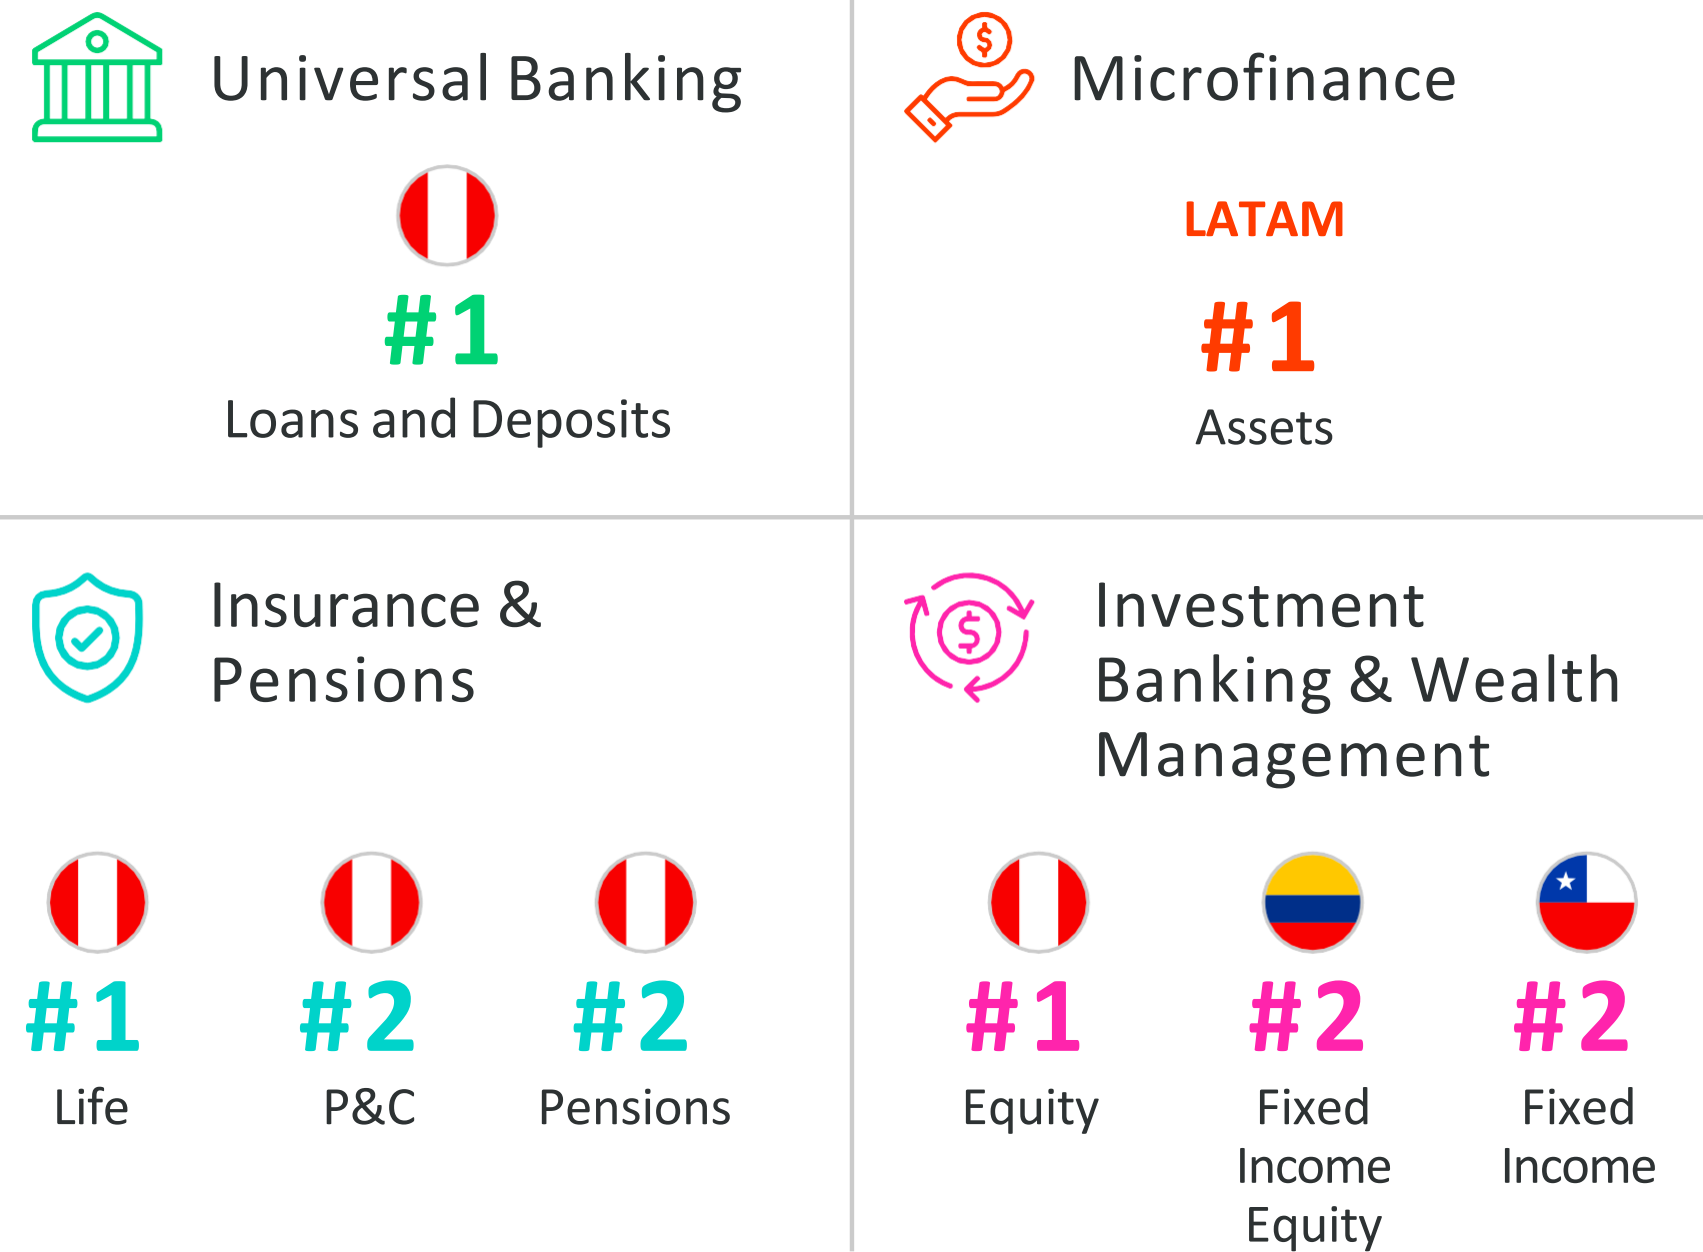 Universal Banking
#1
Loans and Deposits
Microfinance
LATAM
#1
Assets
Insurance &
Pensions
#1
Life
#2
P&C
#2
Pensions
Investment
Banking & Wealth
Management
#1
Equity
#2
Fixed
Income
Equity
#2
Fixed
Income